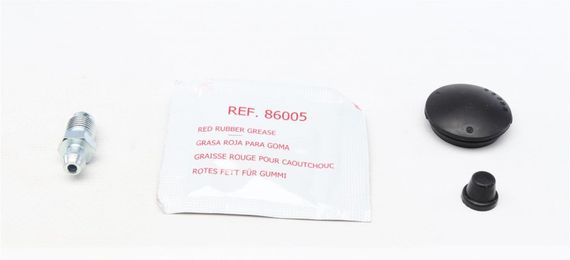 REF. 86005
RED RUBBER GREASE
GRASA ROJA PARA GOMA
GRAISSE ROUGE POUR CAOUTCHOUC
ROTES FETT FÜR GUMMI